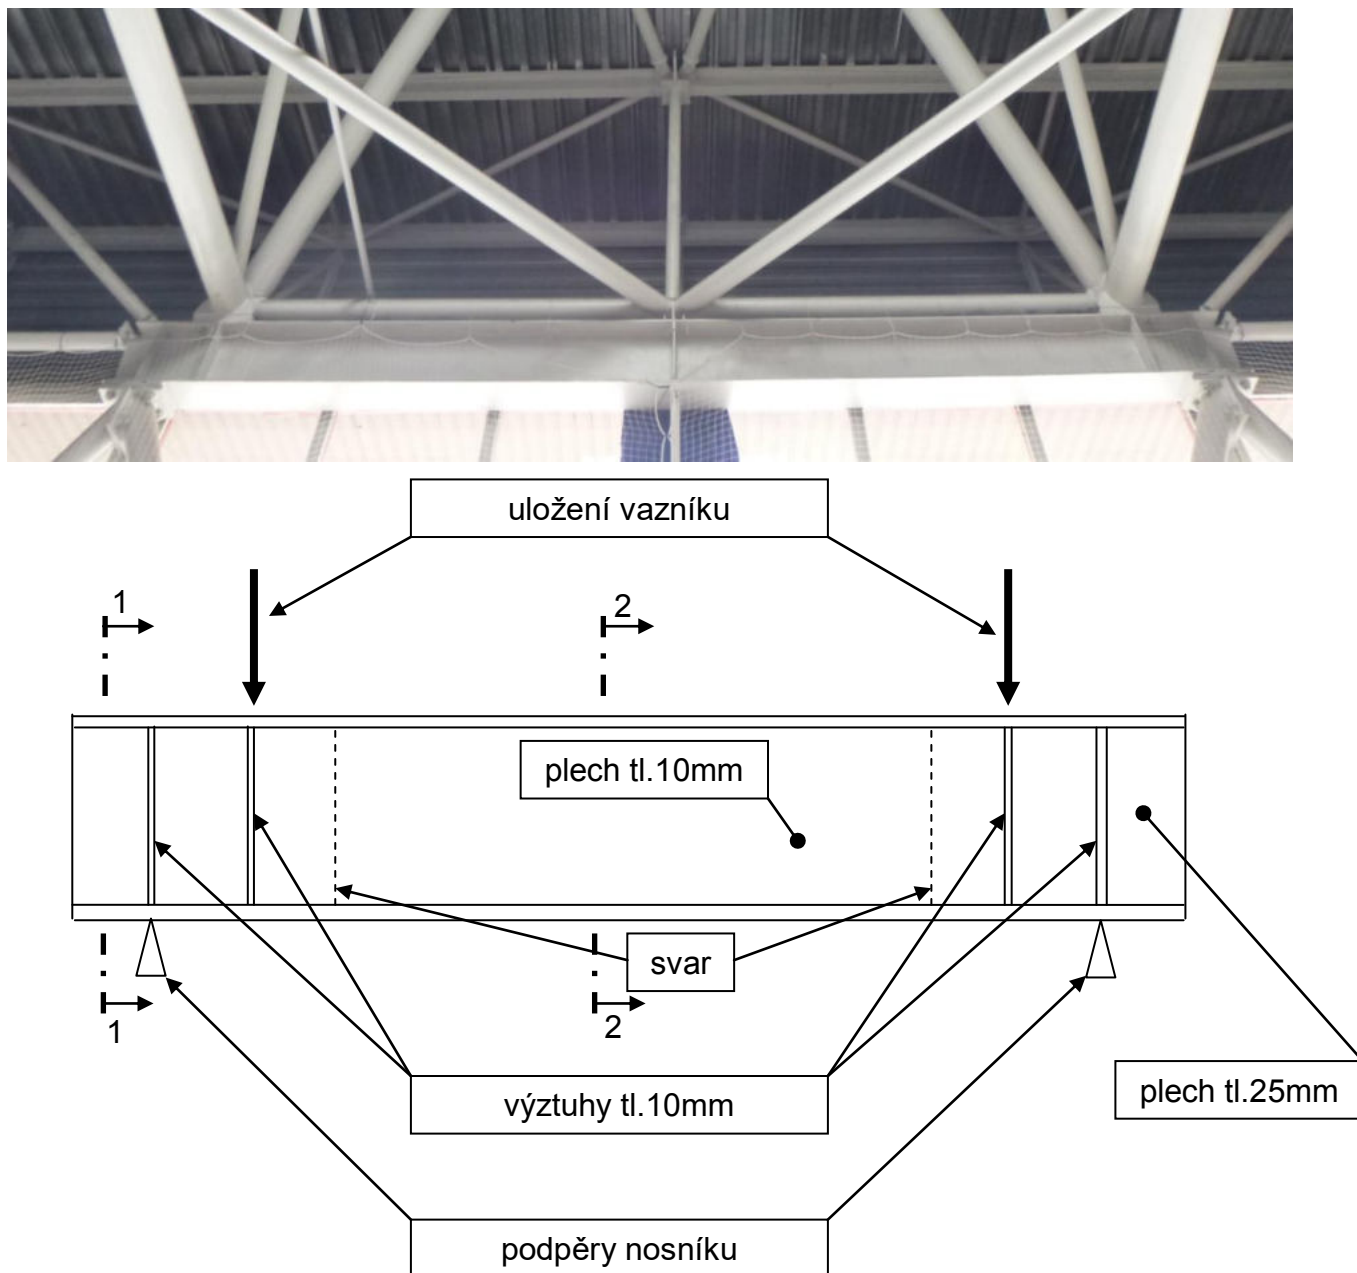 uložení vazníku
1
2
plech tl.10mm
svar
1
2
výztuhy tl.10mm
plech tl.25mm
podpěry nosníku